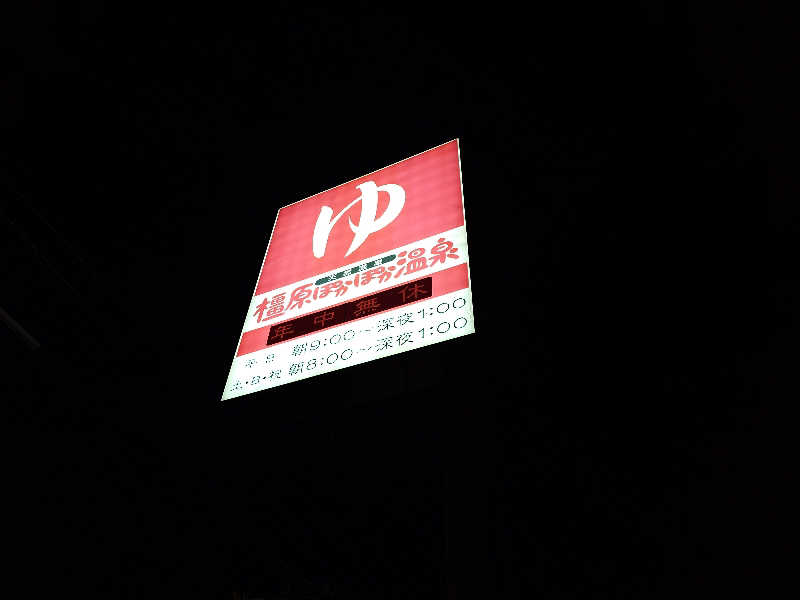 ゆ
天然温泉
橿原ぽかぽか温泉
年中無休
平日 朝9:00～深夜1:00
土・日・祝 朝8:00～深夜1:00